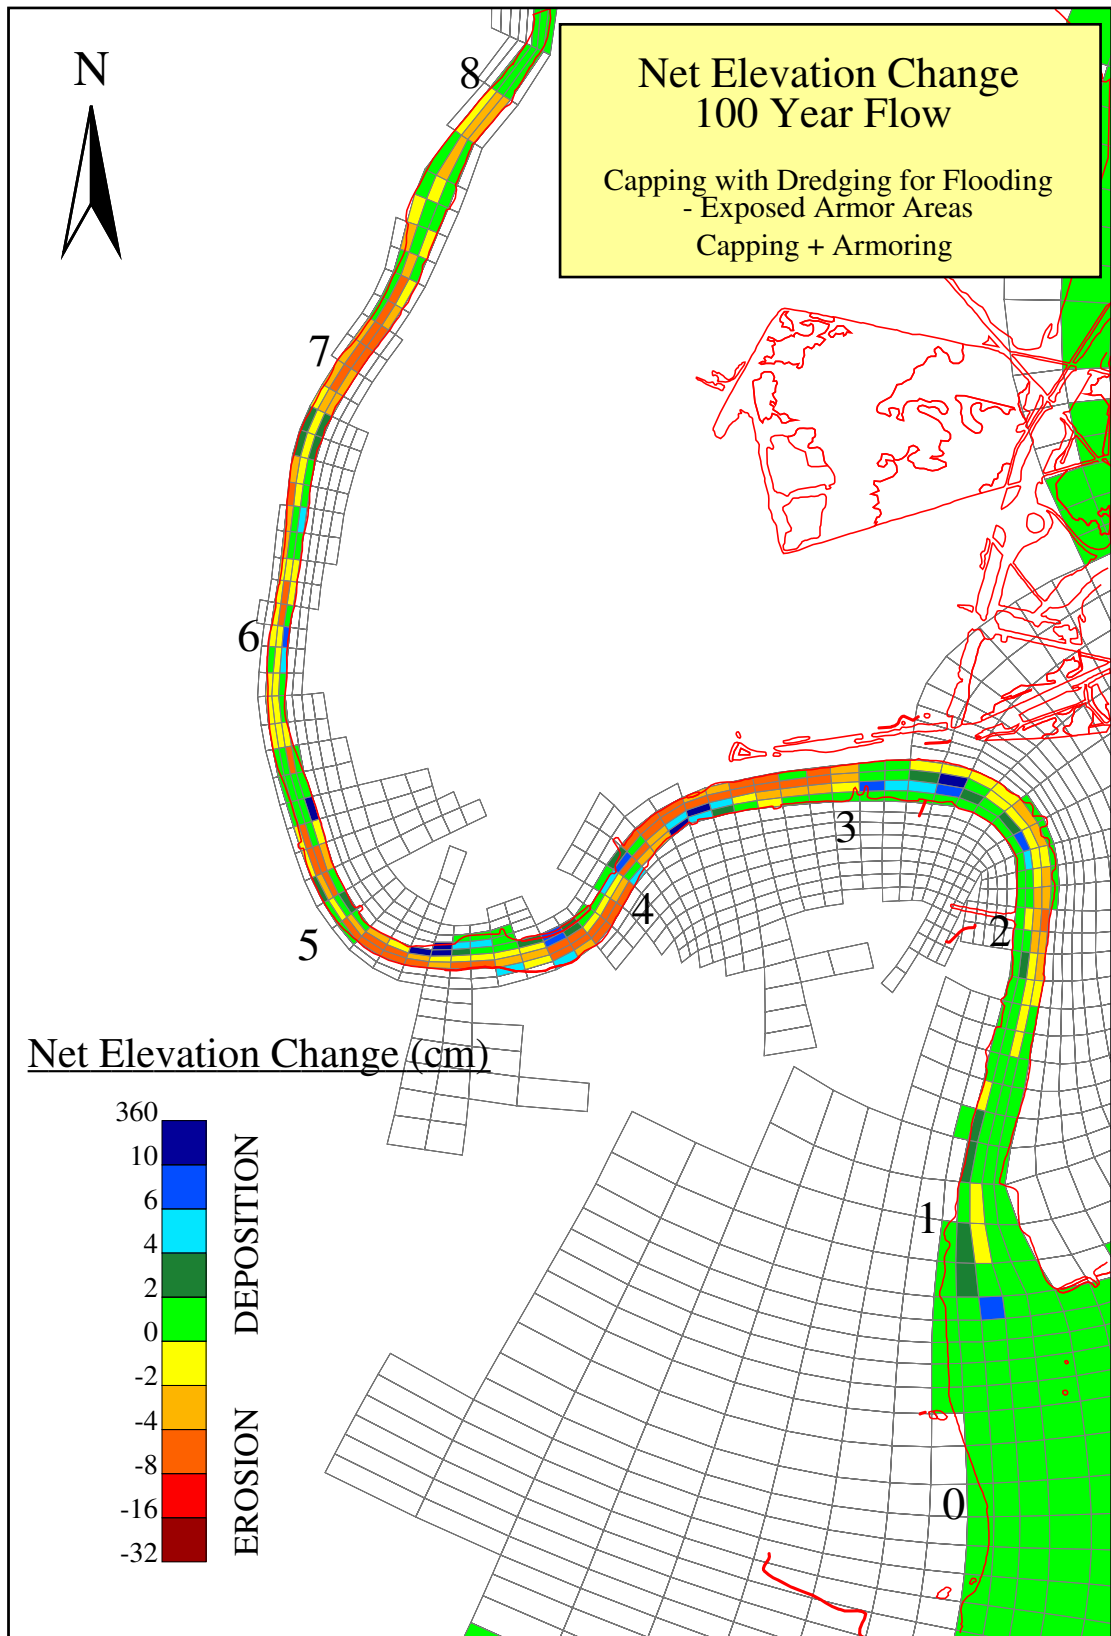 N
8
Net Elevation Change
100 Year Flow
Capping with Dredging for Flooding
- Exposed Armor Areas
Capping + Armoring
7
6
3
4
2
5
Net Elevation Change (cm)
360
10
6
4
2
0
-2
-4
-8
-16
-32
DEPOSITION
EROSION
1
0